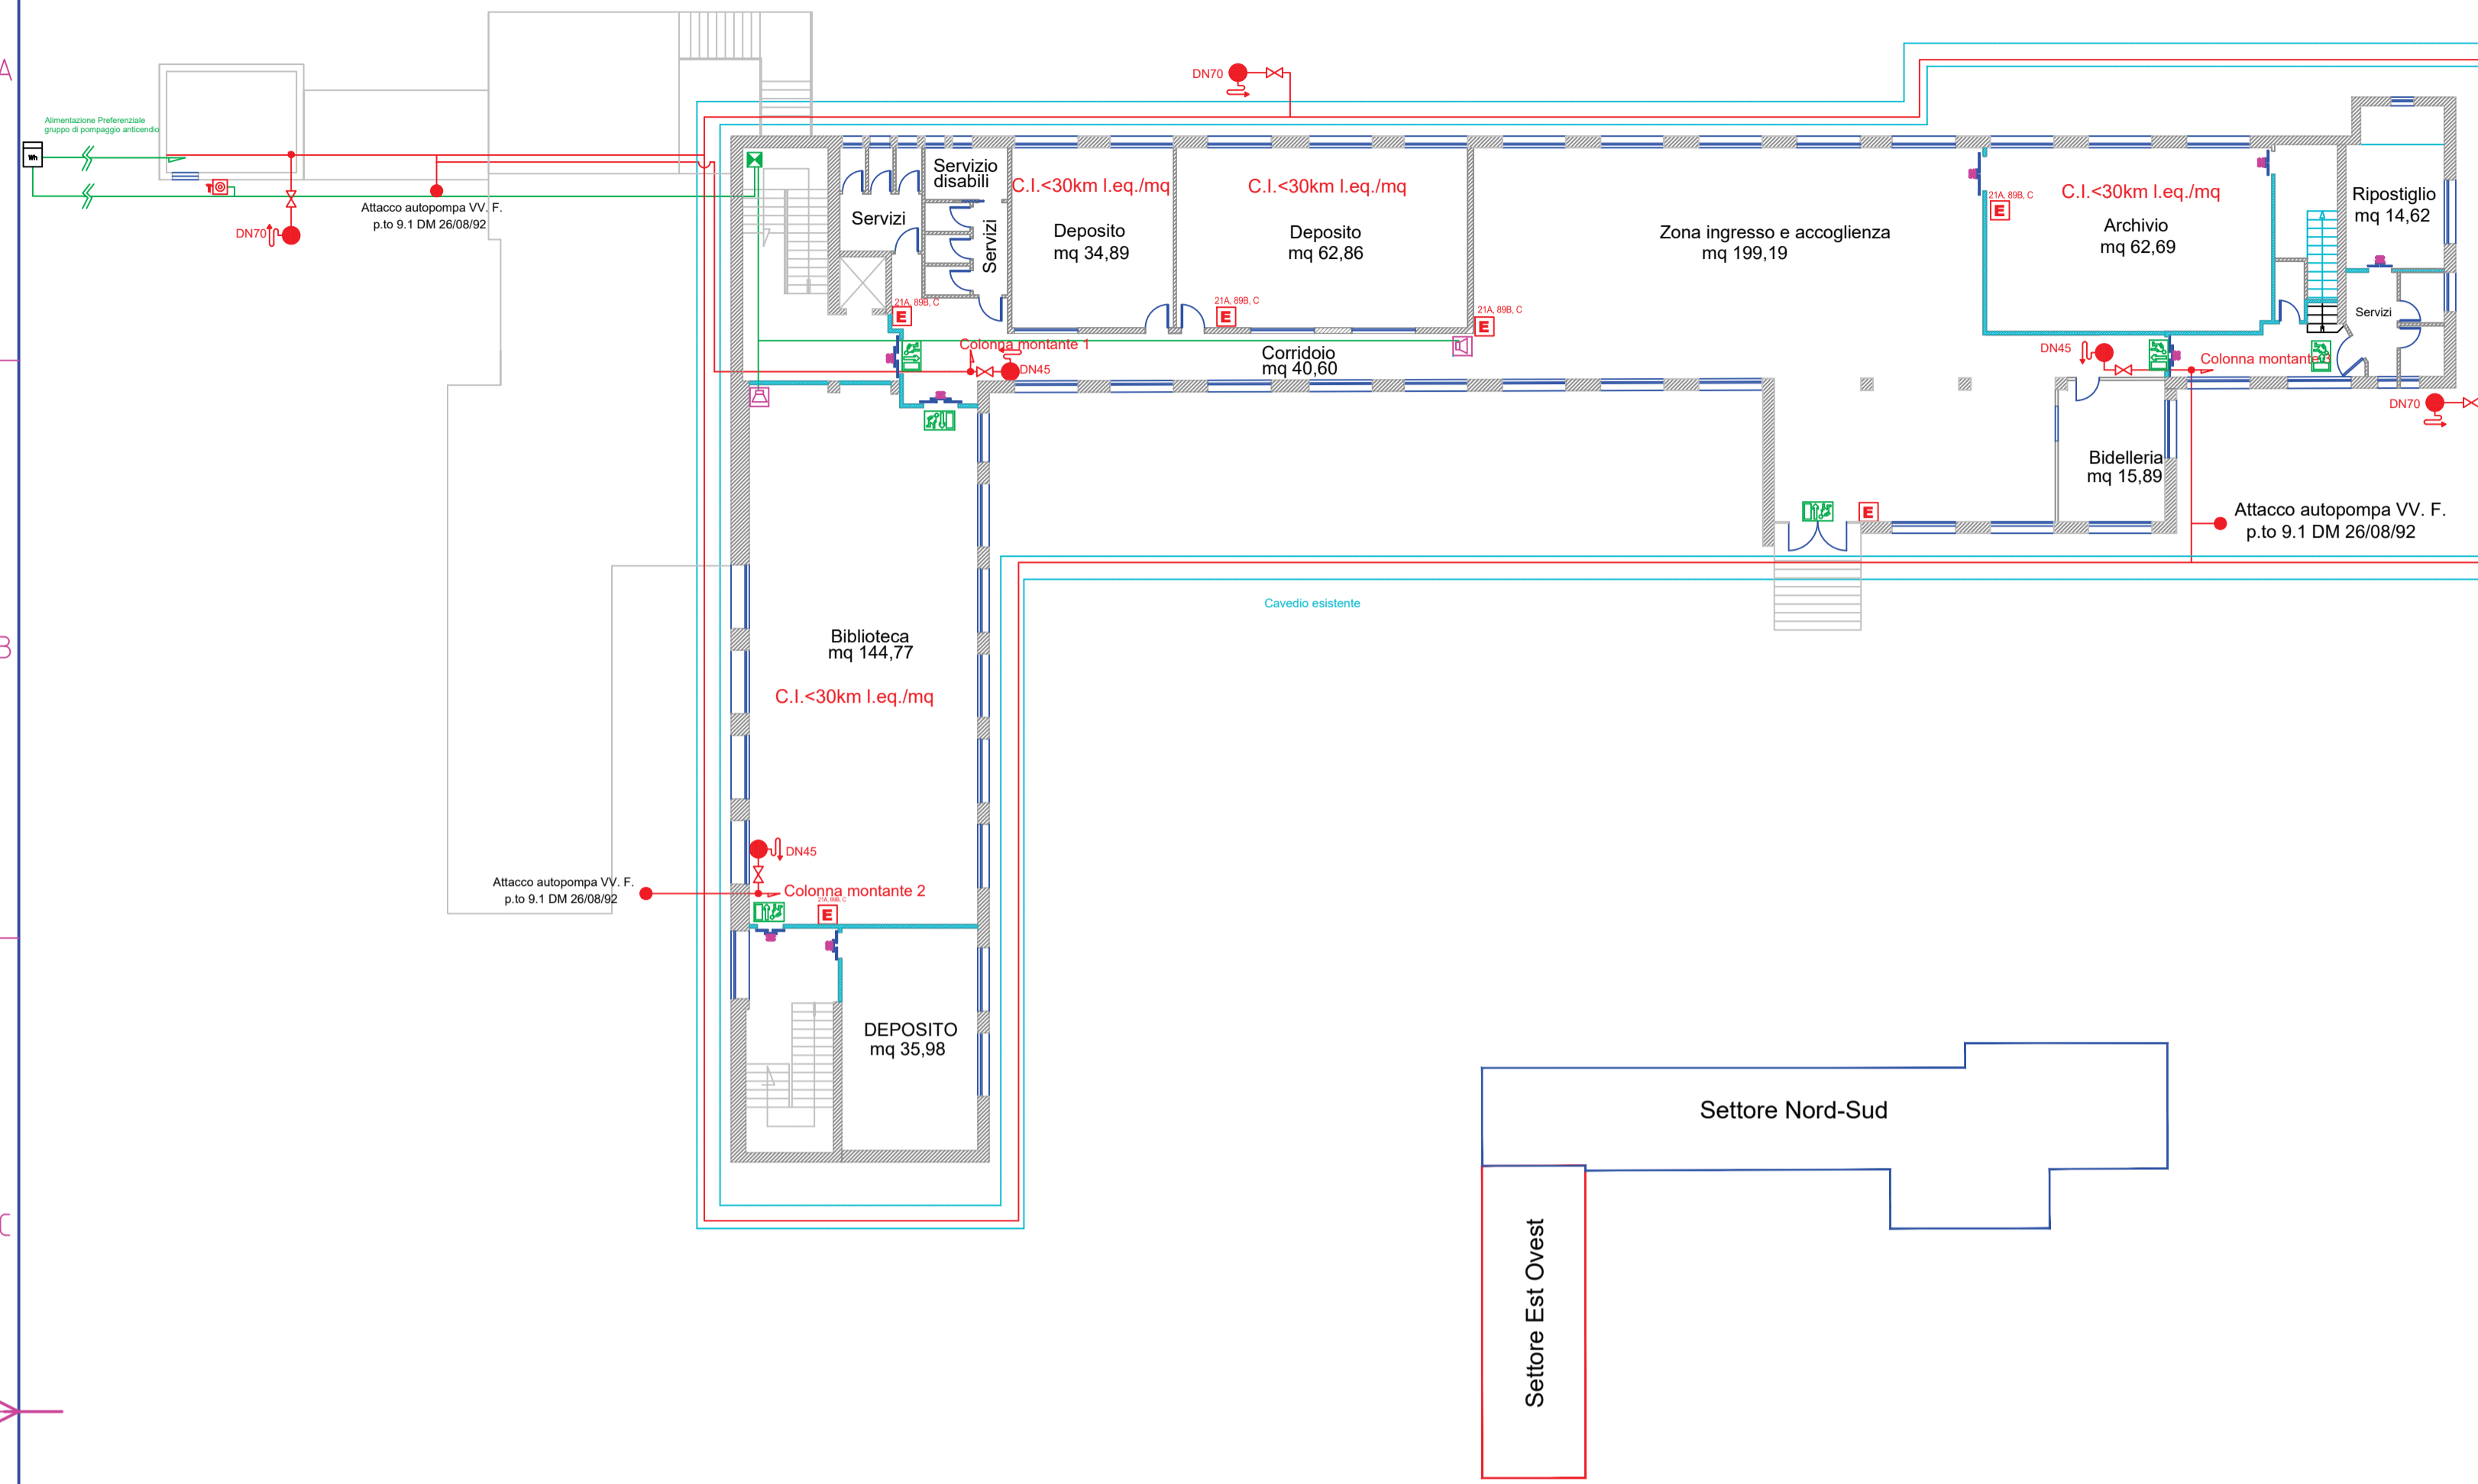 A
Alimentazione Preferenziale
gruppo di pompaggio anticendio
Wh
DN70
Attacco autopompa VV. F.
p.to 9.1 DM 26/08/92
DN70
Servizi
Servizio
disabili
Servizi
C.I.<30km l.eq./mq
Deposito
mq 34,89
C.I.<30km l.eq./mq
Deposito
mq 62,86
Zona ingresso e accoglienza
mq 199,19
21A, 89B, C
E
C.I.<30km l.eq./mq
Archivio
mq 62,69
Ripostiglio
mq 14,62
Servizi
21A, 89B, C
E
21A, 89B, C
E
21A, 89B, C
E
Colonna montante 1
DN45
Corridoio
mq 40,60
DN45
Colonna montante 3
DN70
Bidelleria
mq 15,89
E
Attacco autopompa VV. F.
p.to 9.1 DM 26/08/92
Cavedio esistente
B
Biblioteca
mq 144,77
C.I.<30km l.eq./mq
DN45
Attacco autopompa VV. F.
p.to 9.1 DM 26/08/92
Colonna montante 2
21A, 89B, C
E
DEPOSITO
mq 35,98
C
Settore Nord-Sud
Settore Est Ovest